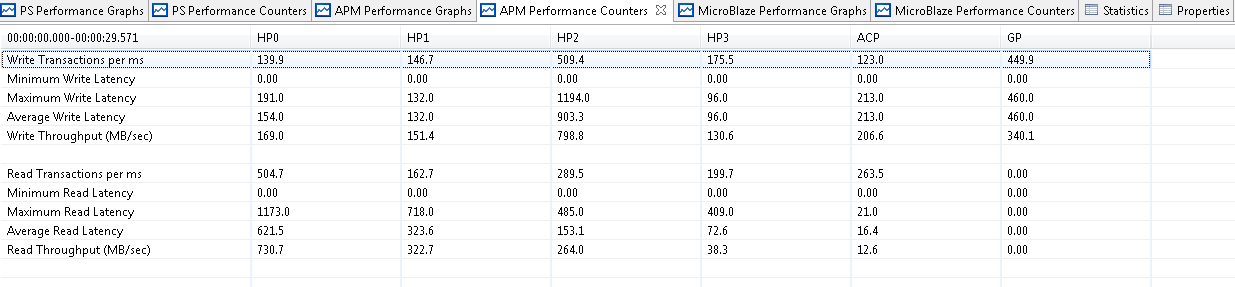 PS Performance Graphs PS Performance Counters APM Performance Graphs APM Performance Counters MicroBlaze Performance Graphs MicroBlaze Performance Counters Statistics Properties
00:00:00.000-00:00:29.571 HP0 HP1 HP2 HP3 ACP GP
Write Transactions per ms 139.9 146.7 509.4 175.5 123.0 449.9
Minimum Write Latency 0.00 0.00 0.00 0.00 0.00 0.00
Maximum Write Latency 191.0 132.0 1194.0 96.0 213.0 460.0
Average Write Latency 154.0 132.0 903.3 96.0 213.0 460.0
Write Throughput (MB/sec) 169.0 151.4 798.8 130.6 206.6 340.1
Read Transactions per ms 504.7 162.7 289.5 199.7 263.5 0.00
Minimum Read Latency 0.00 0.00 0.00 0.00 0.00 0.00
Maximum Read Latency 1173.0 718.0 485.0 409.0 21.0 0.00
Average Read Latency 621.5 323.6 153.1 72.6 16.4 0.00
Read Throughput (MB/sec) 730.7 322.7 264.0 38.3 12.6 0.00